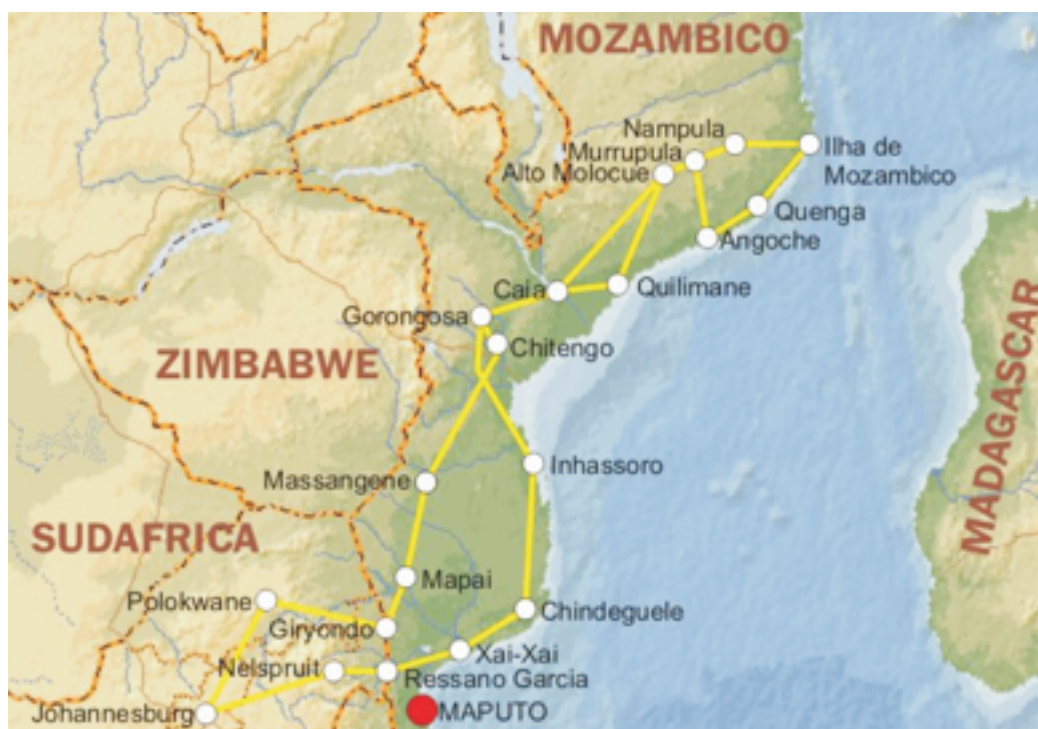 MOZAMBICO
Nampula
Murrupula
Ilha de
Mozambico
Alto Molocue
Quenga
Angoche
Caia
Quilimane
Gorongosa
Chitengo
ZIMBABWE
MADAGASCAR
Massangene
Inhassoro
SUDAFRICA
Mapai
Polokwane
Chindeguele
Giryondo
Xai-Xai
Nelspruit
Ressano Garcia
Johannesburg
MAPUTO